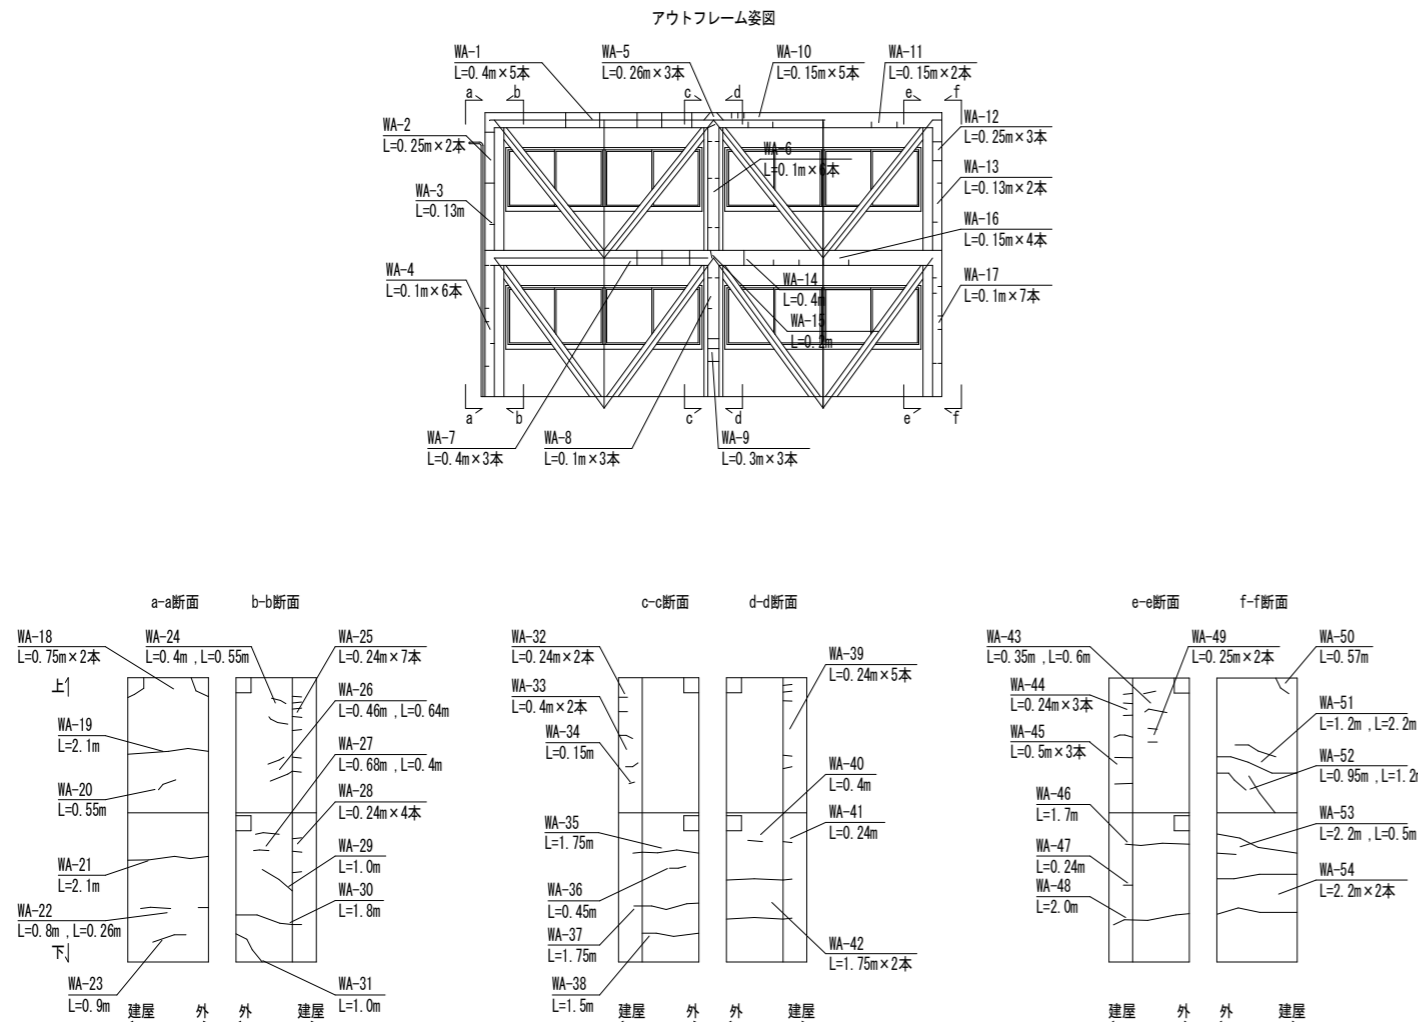 アウトフレーム姿図
WA-1
L=0.4m×5本
WA-5
L=0.26m×3本
WA-10
L=0.15m×5本
WA-11
L=0.15m×2本
a
b
c
d
e
f
WA-2
L=0.25m×2本
WA-12
L=0.25m×3本
WA-6
L=0.1m×6本
WA-3
L=0.13m
WA-13
L=0.13m×2本
WA-16
L=0.15m×4本
WA-4
L=0.1m×6本
WA-14
L=0.4m
WA-17
L=0.1m×7本
WA-15
L=0.2m
a
b
c
d
e
f
WA-7
L=0.4m×3本
WA-8
L=0.1m×3本
WA-9
L=0.3m×3本
a-a断面
b-b断面
WA-18
L=0.75m×2本
WA-24
L=0.4m ,L=0.55m
WA-25
L=0.24m×7本
上
WA-26
L=0.46m ,L=0.64m
WA-19
L=2.1m
WA-27
L=0.68m ,L=0.4m
WA-20
L=0.55m
WA-28
L=0.24m×4本
WA-29
L=1.0m
WA-21
L=2.1m
WA-30
L=1.8m
WA-22
L=0.8m ,L=0.26m
下
WA-23
L=0.9m
WA-31
L=1.0m
建屋
外
外
建屋
c-c断面
d-d断面
WA-32
L=0.24m×2本
WA-39
L=0.24m×5本
WA-33
L=0.4m×2本
WA-34
L=0.15m
WA-40
L=0.4m
WA-41
L=0.24m
WA-35
L=1.75m
WA-36
L=0.45m
WA-37
L=1.75m
WA-42
L=1.75m×2本
WA-38
L=1.5m
建屋
外
外
建屋
e-e断面
f-f断面
WA-43
L=0.35m ,L=0.6m
WA-49
L=0.25m×2本
WA-50
L=0.57m
WA-44
L=0.24m×3本
WA-51
L=1.2m ,L=2.2m
WA-45
L=0.5m×3本
WA-52
L=0.95m ,L=1.2m
WA-46
L=1.7m
WA-53
L=2.2m ,L=0.5m
WA-47
L=0.24m
WA-54
L=2.2m×2本
WA-48
L=2.0m
建屋
外
外
建屋